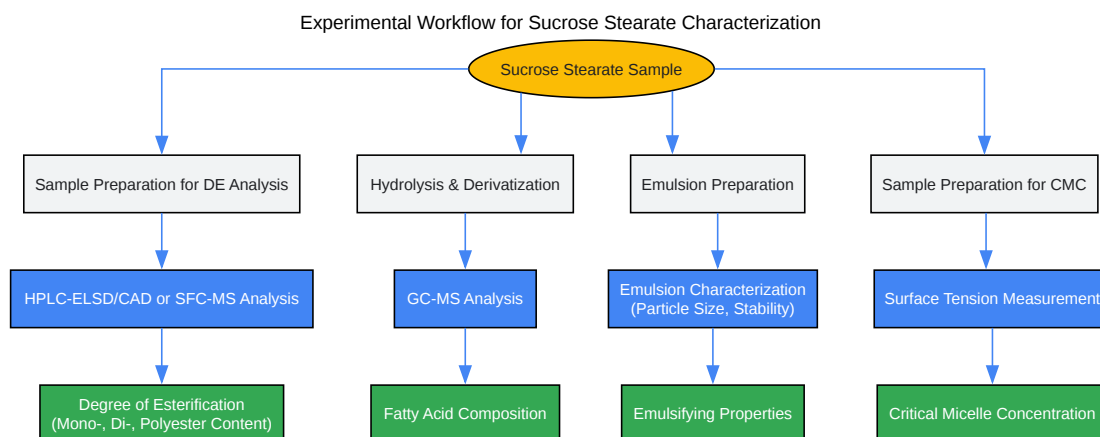 Experimental Workflow for Sucrose Stearate Characterization
Sucrose Stearate Sample
Sample Preparation for DE Analysis
Hydrolysis & Derivatization
Emulsion Preparation
Sample Preparation for CMC
HPLC-ELSD/CAD or SFC-MS Analysis
GC-MS Analysis
Emulsion Characterization
(Particle Size, Stability)
Surface Tension Measurement
Degree of Esterification
(Mono-, Di-, Polyester Content)
Fatty Acid Composition
Emulsifying Properties
Critical Micelle Concentration